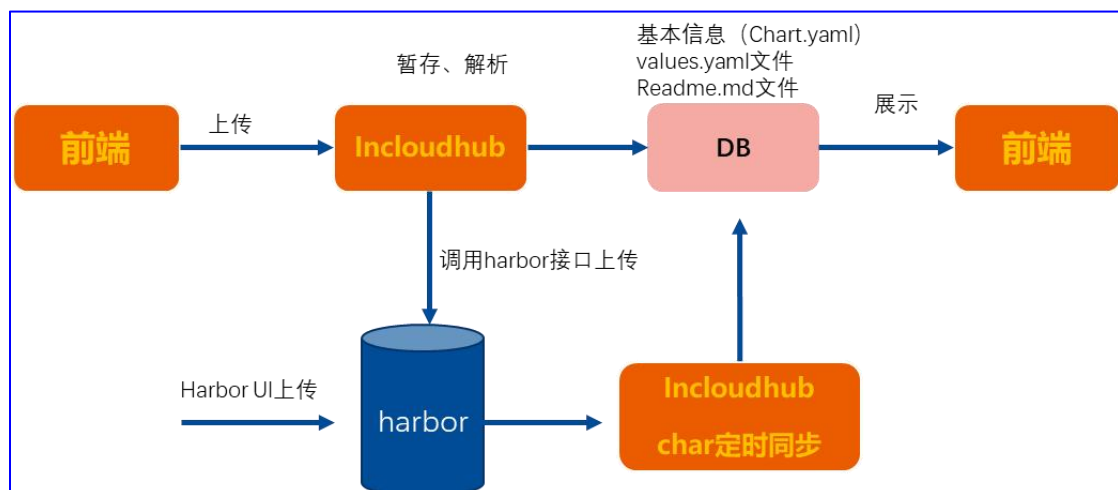 基本信息（Chart.yaml）
values.yaml文件
Readme.md文件
暂存、解析
展示
上传
前端
Incloudhub
DB
前端
调用harbor接口上传
Harbor UI上传
harbor
Incloudhub
char定时同步